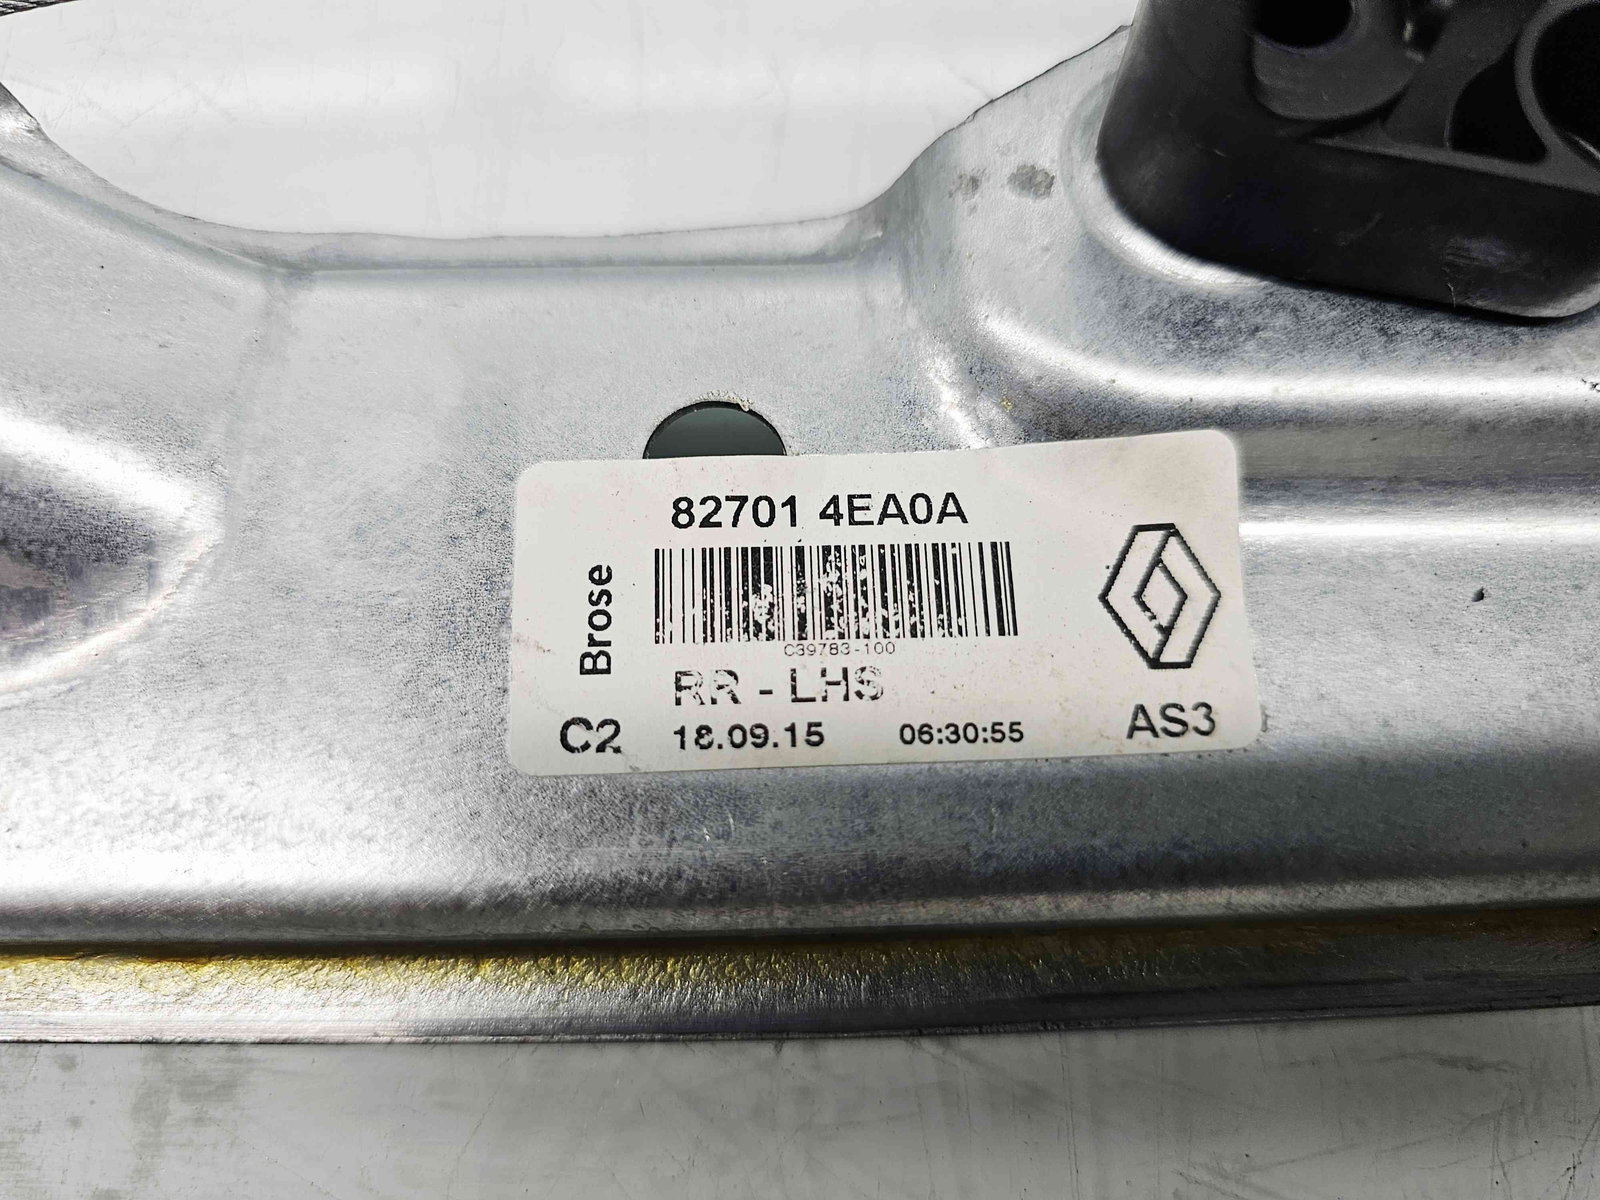 82701 4EA0A
Brose
C39783-100
RR - LHS
C2 18.09.15 06:30:55 AS3